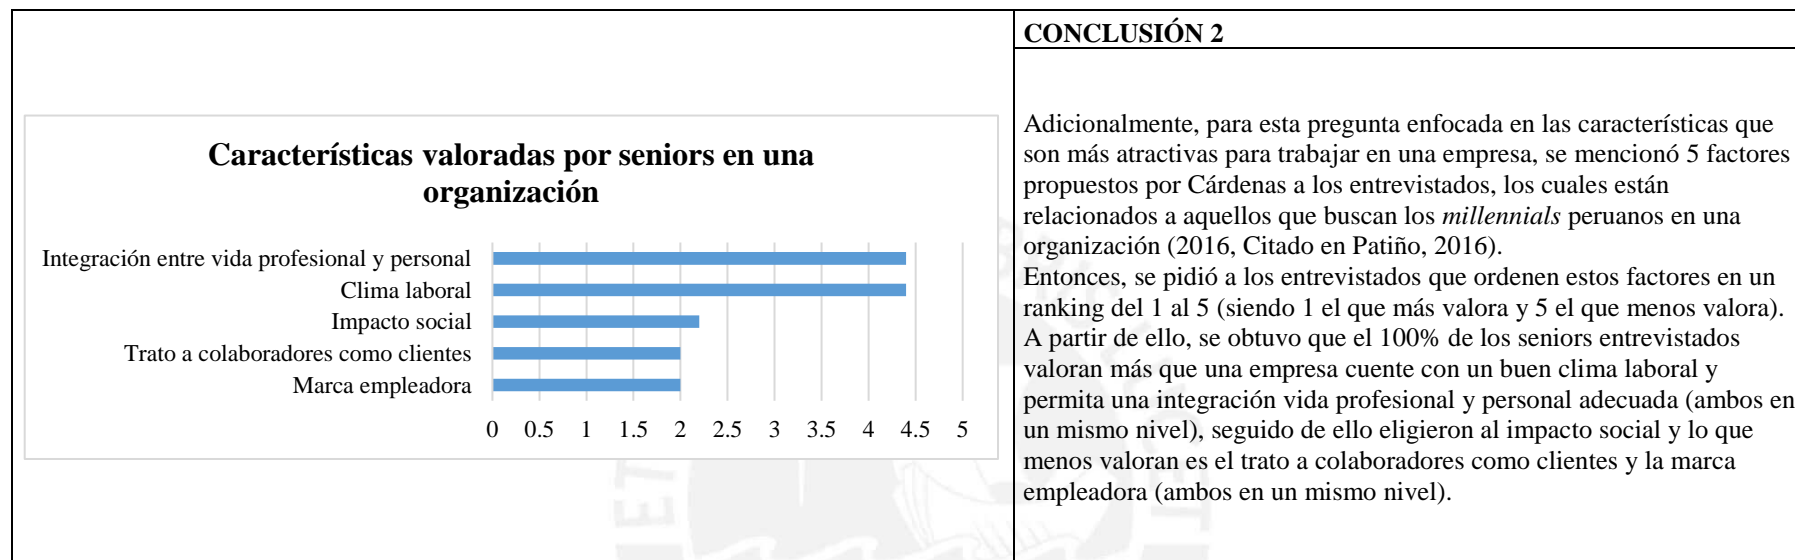 Características valoradas por seniors en una
organización
Integración entre vida profesional y personal
Clima laboral
Impacto social
Trato a colaboradores como clientes
Marca empleadora
0 0.5 1 1.5 2 2.5 3 3.5 4 4.5 5
CONCLUSIÓN 2
Adicionalmente, para esta pregunta enfocada en las características que
son más atractivas para trabajar en una empresa, se mencionó 5 factores
propuestos por Cárdenas a los entrevistados, los cuales están
relacionados a aquellos que buscan los millennials peruanos en una
organización (2016, Citado en Patiño, 2016).
Entonces, se pidió a los entrevistados que ordenen estos factores en un
ranking del 1 al 5 (siendo 1 el que más valora y 5 el que menos valora).
A partir de ello, se obtuvo que el 100% de los seniors entrevistados
valoran más que una empresa cuente con un buen clima laboral y
permita una integración vida profesional y personal adecuada (ambos en
un mismo nivel), seguido de ello eligieron al impacto social y lo que
menos valoran es el trato a colaboradores como clientes y la marca
empleadora (ambos en un mismo nivel).